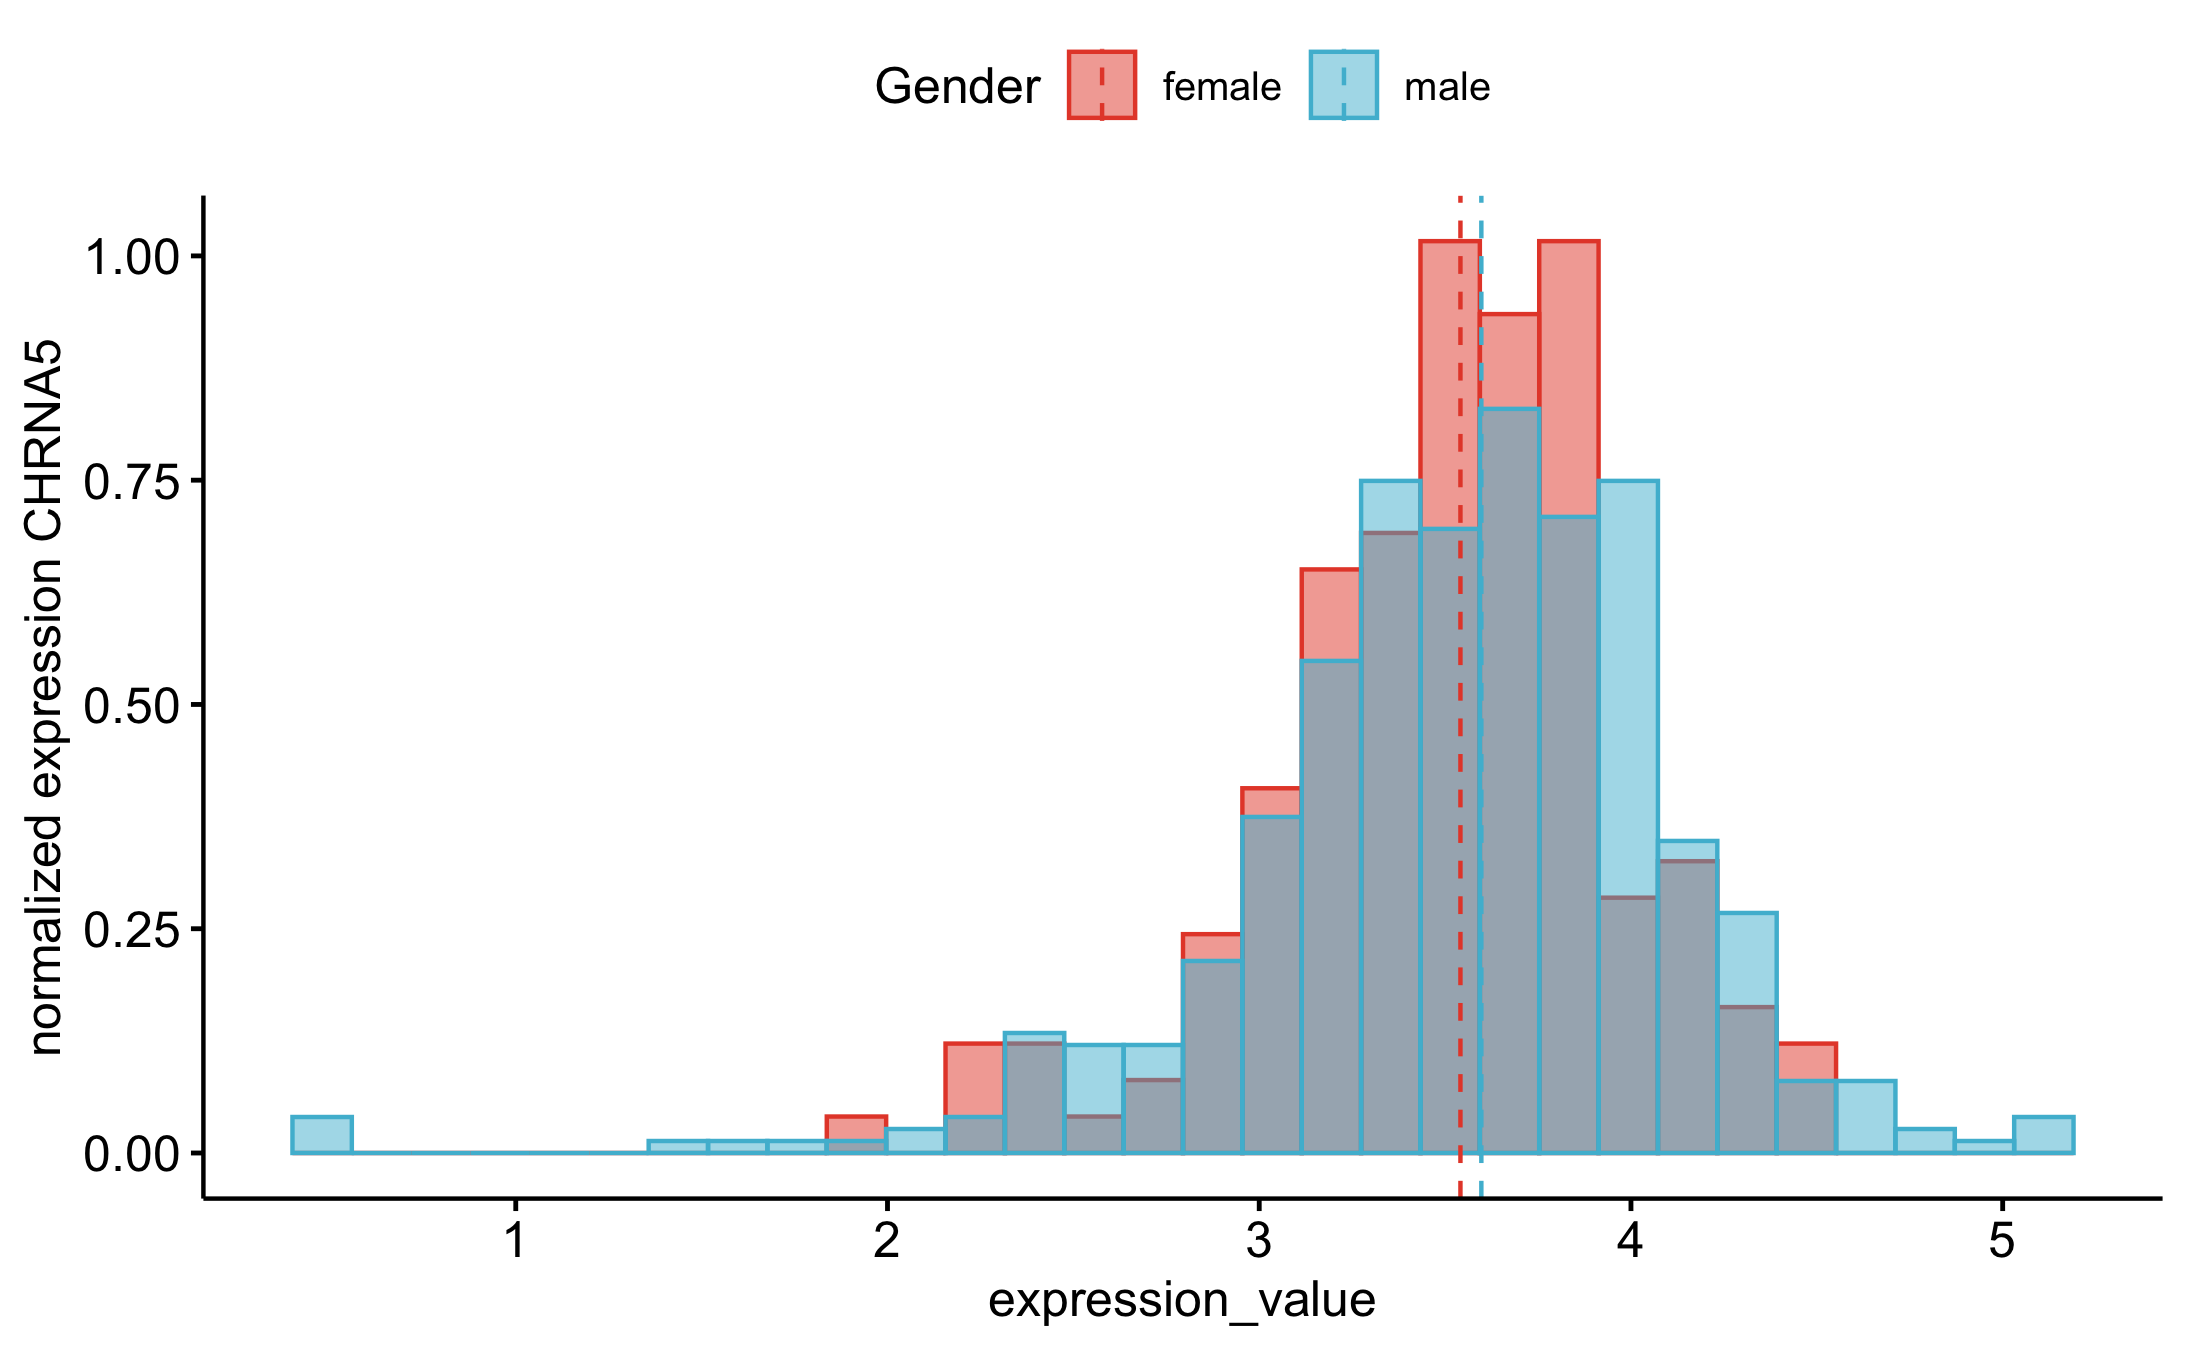 Gender female male
normalized expression CHRNA5
1.00
0.75
0.50
0.25
0.00
1 2 3 4 5
expression_value